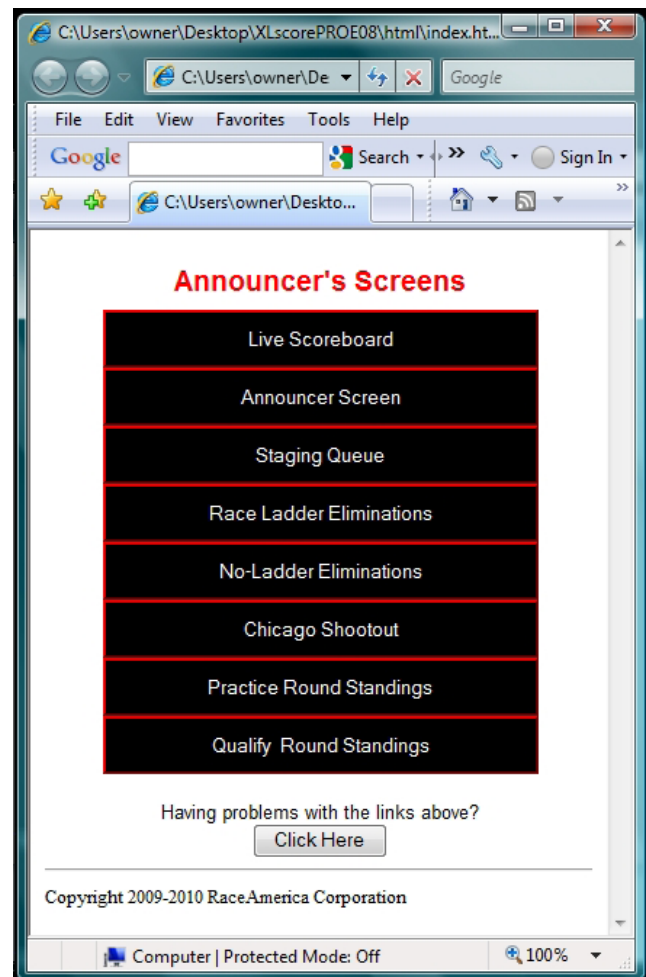 C:\Users\owner\Desktop\XLscorePROE08\html\index.ht...
C:\Users\owner\De
Google
File Edit View Favorites Tools Help
Google Search Sign In
C:\Users\owner\Deskto...
Announcer's Screens
Live Scoreboard
Announcer Screen
Staging Queue
Race Ladder Eliminations
No-Ladder Eliminations
Chicago Shootout
Practice Round Standings
Qualify Round Standings
Having problems with the links above?
Click Here
Copyright 2009-2010 RaceAmerica Corporation
Computer | Protected Mode: Off 100%